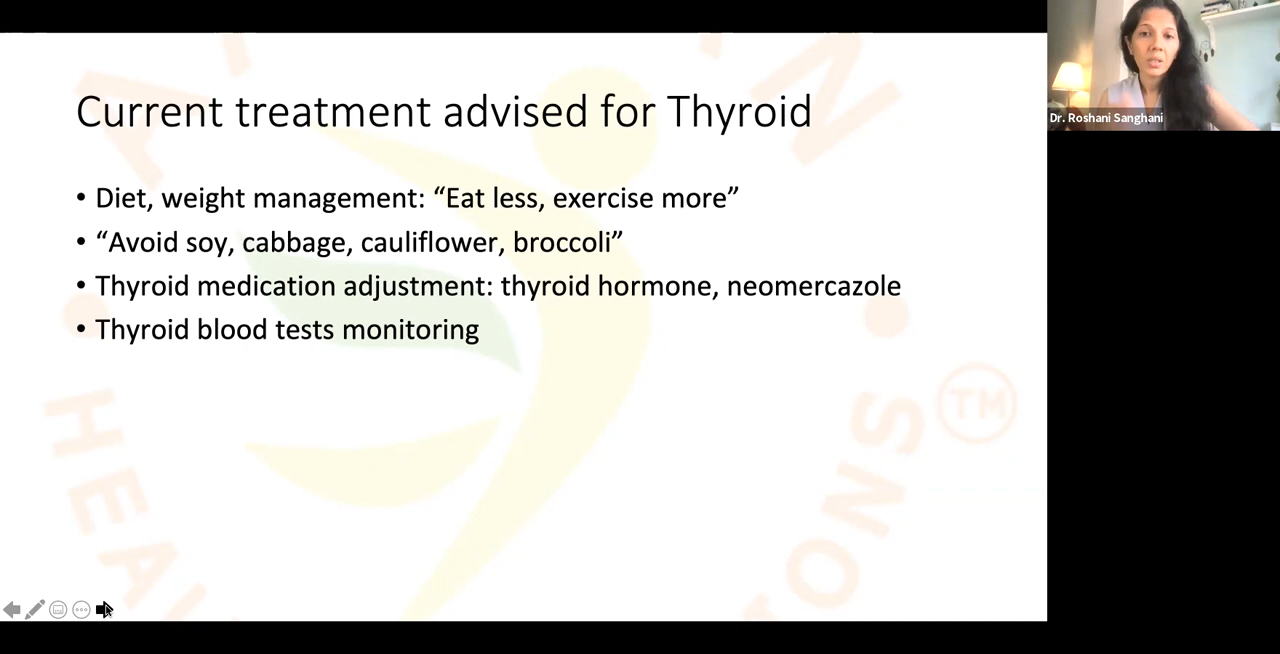 Current treatment advised for Thyroid
• Diet, weight management: “Eat less, exercise more”
• “Avoid soy, cabbage, cauliflower, broccoli”
• Thyroid medication adjustment: thyroid hormone, neomercazole
• Thyroid blood tests monitoring
Dr. Roshani Sanghani
TM